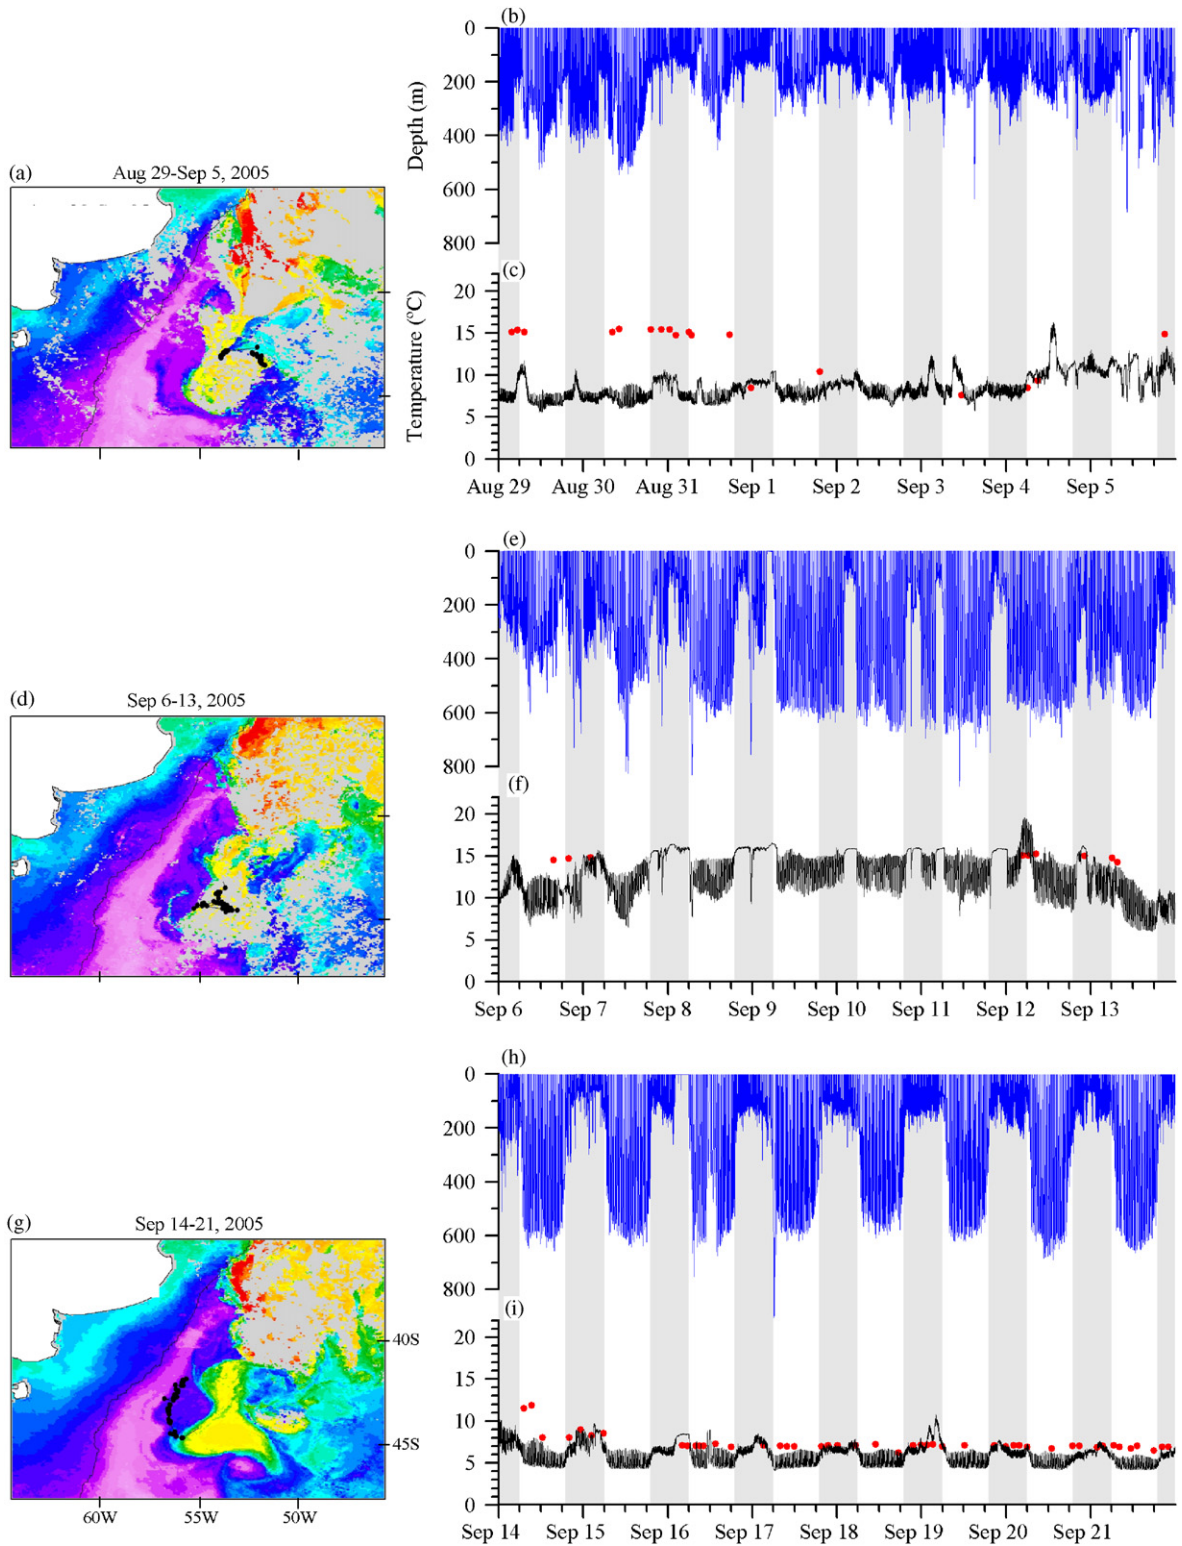 (a)
Aug 29-Sep 5, 2005
(b)
0
200
400
600
800
Depth (m)
(c)
20
15
10
5
0
Temperature (°C)
Aug 29 Aug 30 Aug 31 Sep 1 Sep 2 Sep 3 Sep 4 Sep 5
(d)
Sep 6-13, 2005
(e)
0
200
400
600
800
(f)
20
15
10
5
0
Sep 6 Sep 7 Sep 8 Sep 9 Sep 10 Sep 11 Sep 12 Sep 13
(g)
Sep 14-21, 2005
40S
45S
60W 55W 50W
(h)
0
200
400
600
800
(i)
20
15
10
5
0
Sep 14 Sep 15 Sep 16 Sep 17 Sep 18 Sep 19 Sep 20 Sep 21